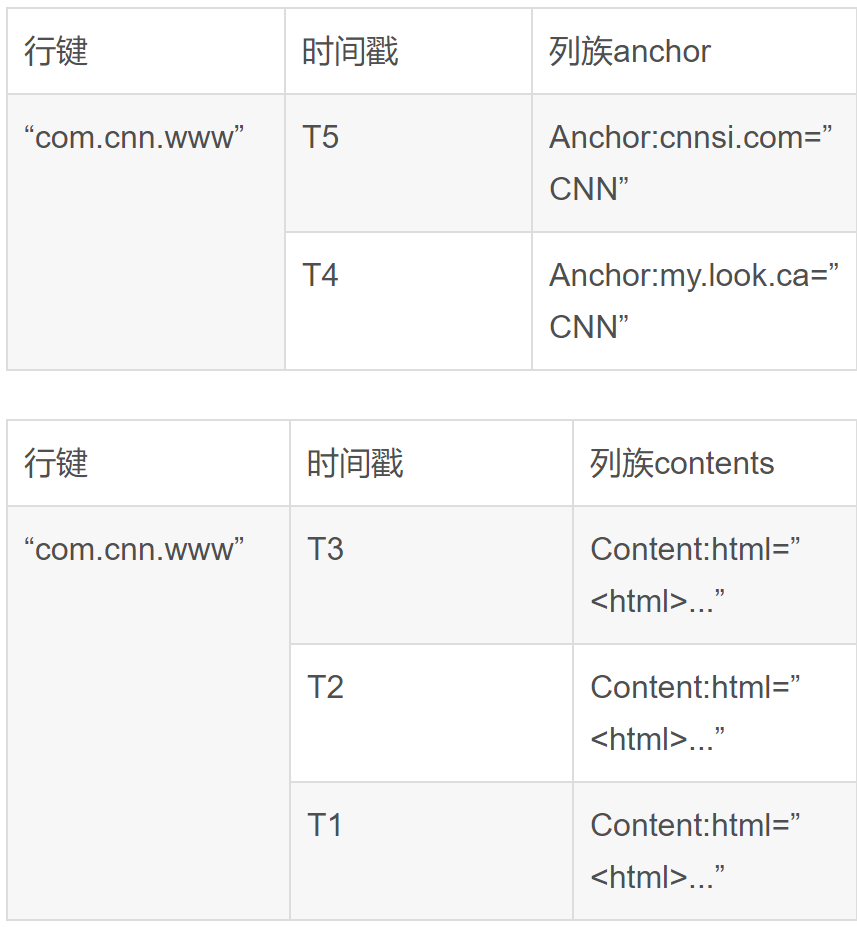 行键 时间戳 列族anchor
“com.cnn.www” T5 Anchor:cnnsi.com=”
CNN”
T4 Anchor:my.look.ca=”
CNN”
行键 时间戳 列族contents
“com.cnn.www” T3 Content:html=”
<html>...”
T2 Content:html=”
<html>...”
T1 Content:html=”
<html>...”